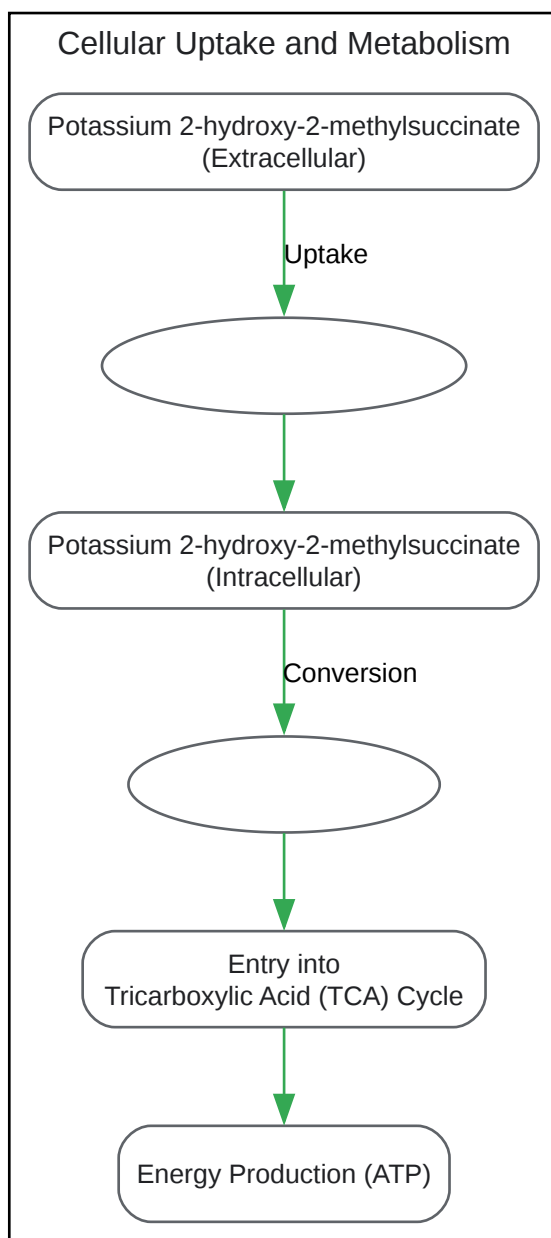 Cellular Uptake and Metabolism
Potassium 2-hydroxy-2-methylsuccinate
(Extracellular)
Uptake
Potassium 2-hydroxy-2-methylsuccinate
(Intracellular)
Conversion
Entry into
Tricarboxylic Acid (TCA) Cycle
Energy Production (ATP)